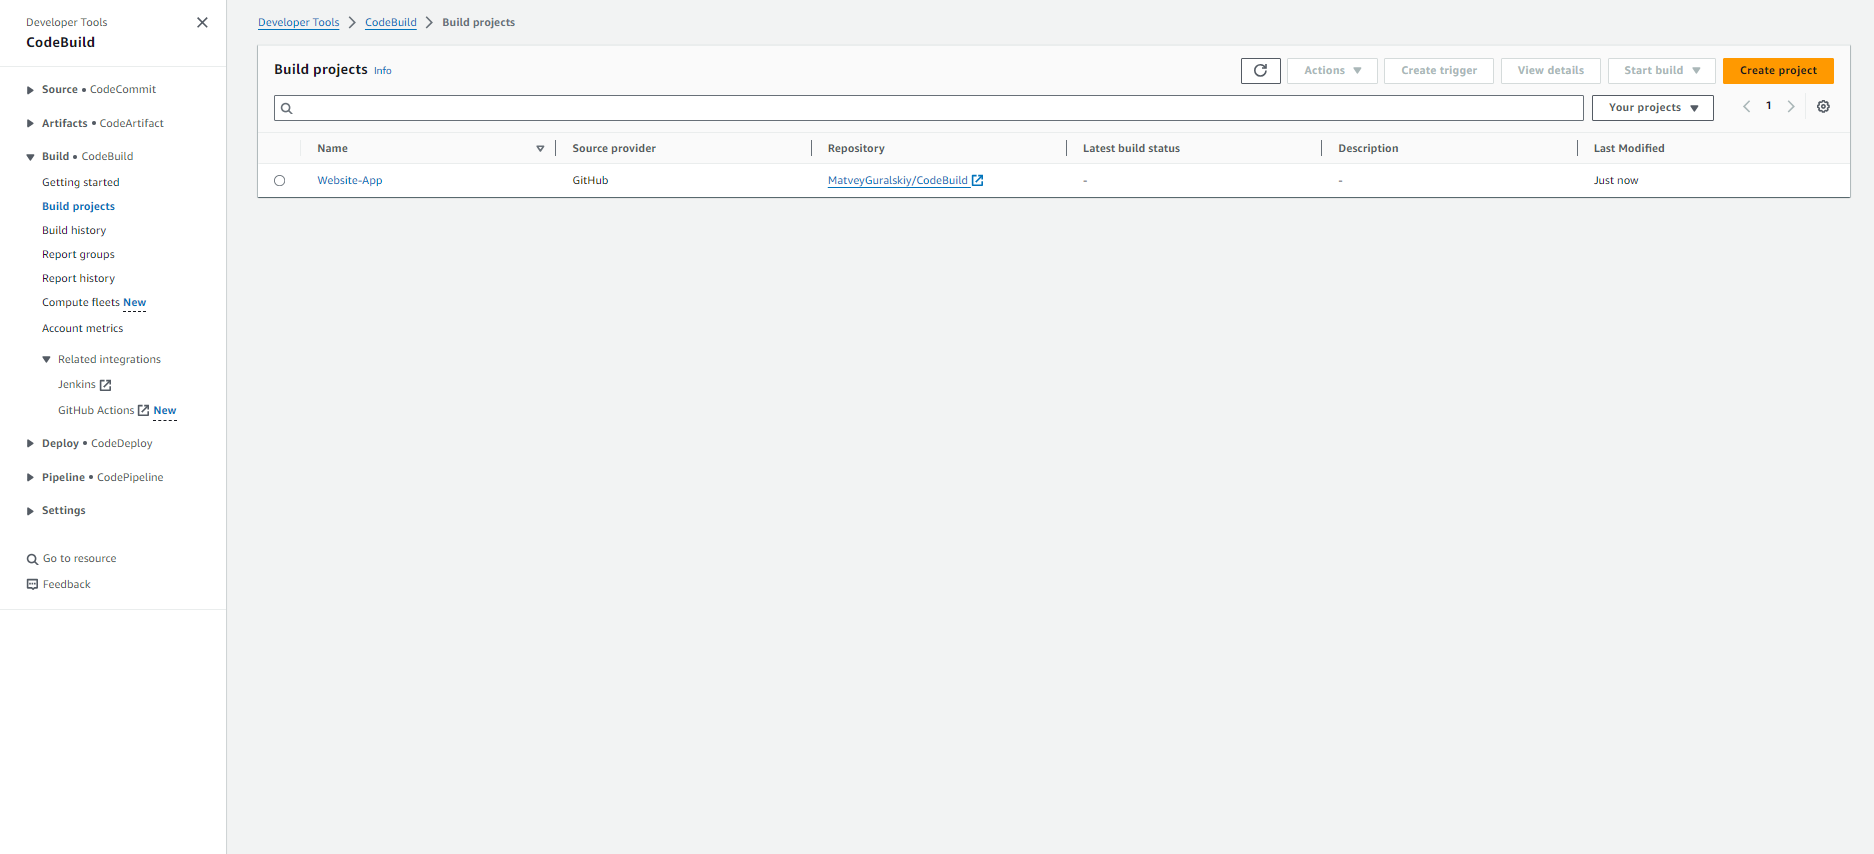 Developer Tools
CodeBuild
Source • CodeCommit
Artifacts • CodeArtifact
Build • CodeBuild
Getting started
Build projects
Build history
Report groups
Report history
Compute fleets New
Account metrics
Related integrations
Jenkins
GitHub Actions New
Deploy • CodeDeploy
Pipeline • CodePipeline
Settings
Go to resource
Feedback
Developer Tools CodeBuild Build projects
Build projects Info
Actions Create trigger View details Start build Create project
Your projects 1
Name Source provider Repository Latest build status Description Last Modified
Website-App GitHub MatveyGuralskiy/CodeBuild - - Just now